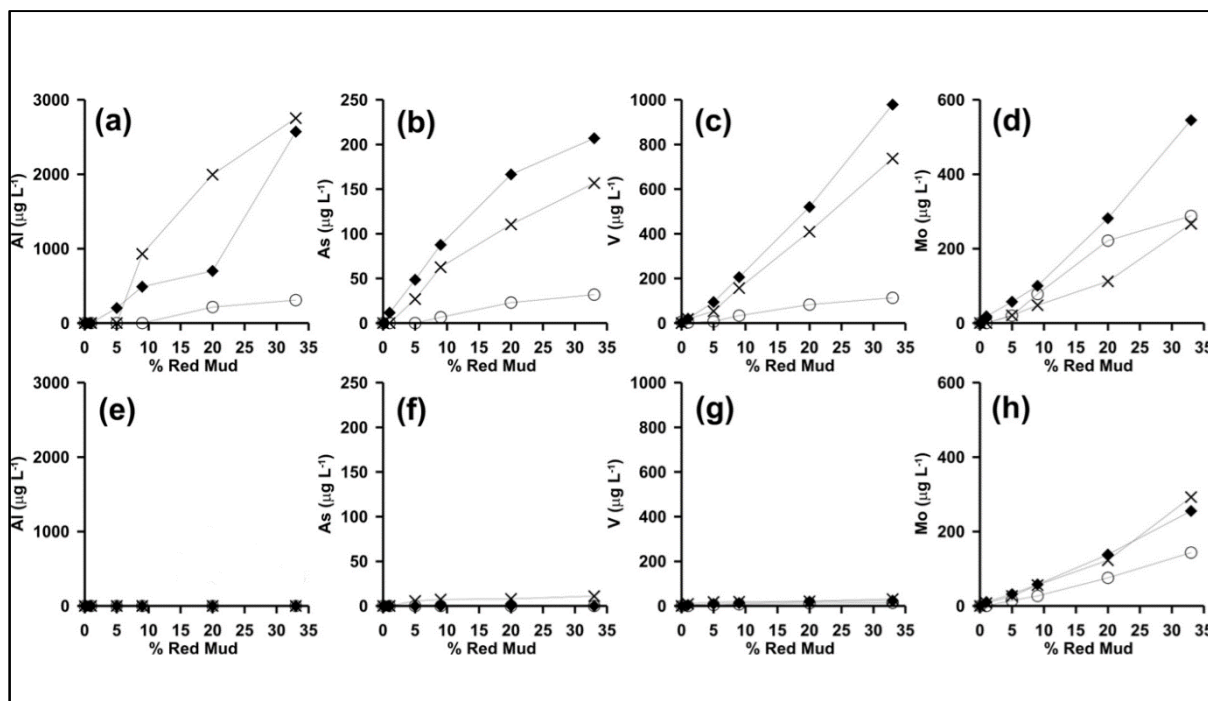 (a)
Al (μg L⁻¹)
3000
2000
1000
0
0 5 10 15 20 25 30 35
% Red Mud
(b)
As (μg L⁻¹)
250
200
150
100
50
0
0 5 10 15 20 25 30 35
% Red Mud
(c)
V (μg L⁻¹)
1000
800
600
400
200
0
0 5 10 15 20 25 30 35
% Red Mud
(d)
Mo (μg L⁻¹)
600
400
200
0
0 5 10 15 20 25 30 35
% Red Mud
(e)
Al (μg L⁻¹)
3000
2000
1000
0
0 5 10 15 20 25 30 35
% Red Mud
(f)
As (μg L⁻¹)
250
200
150
100
50
0
0 5 10 15 20 25 30 35
% Red Mud
(g)
V (μg L⁻¹)
1000
800
600
400
200
0
0 5 10 15 20 25 30 35
% Red Mud
(h)
Mo (μg L⁻¹)
600
400
200
0
0 5 10 15 20 25 30 35
% Red Mud